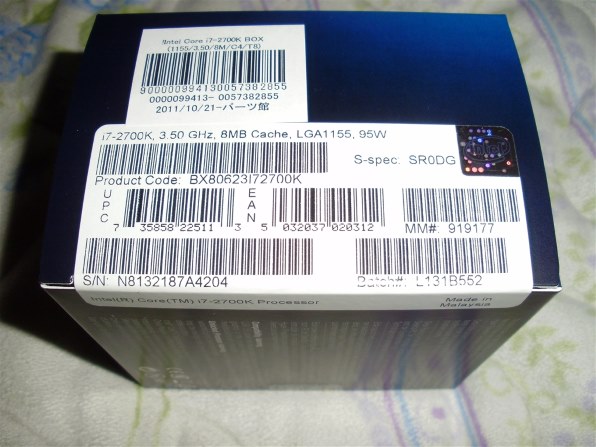 Intel Core i7-2700K BOX
(1155/3.50/8M/C4/T8)
900000099413005738 2855
0000099413- 0057382855
2011/10/21-パーツ館
i7-2700K, 3.50 GHz, 8MB Cache, LGA1155, 95W
S-spec: SR0DG
Product Code: BX80623I72700K
UPC
7 35858 22511 3
EAN
5 032037 020312
MM#: 919177
S/N: N8132187A4204
Batch#: L131B552
Intel(R) Core(TM) i7-2700K Processor
Made in
Malaysia